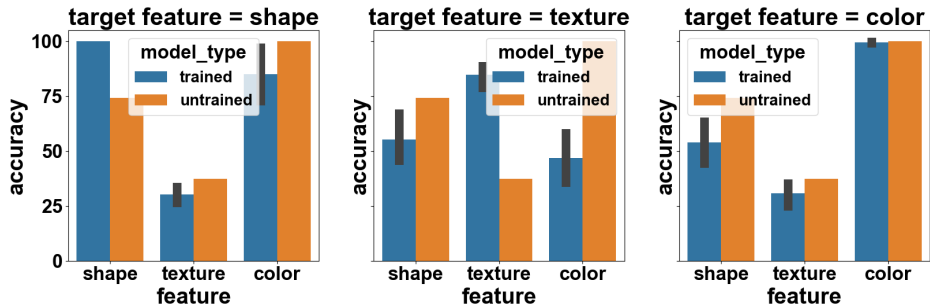 target feature = shape
accuracy
100
75
50
25
0
model_type
trained
untrained
shape texture color
feature
target feature = texture
accuracy
model_type
trained
untrained
shape texture color
feature
target feature = color
accuracy
model_type
trained
untrained
shape texture color
feature